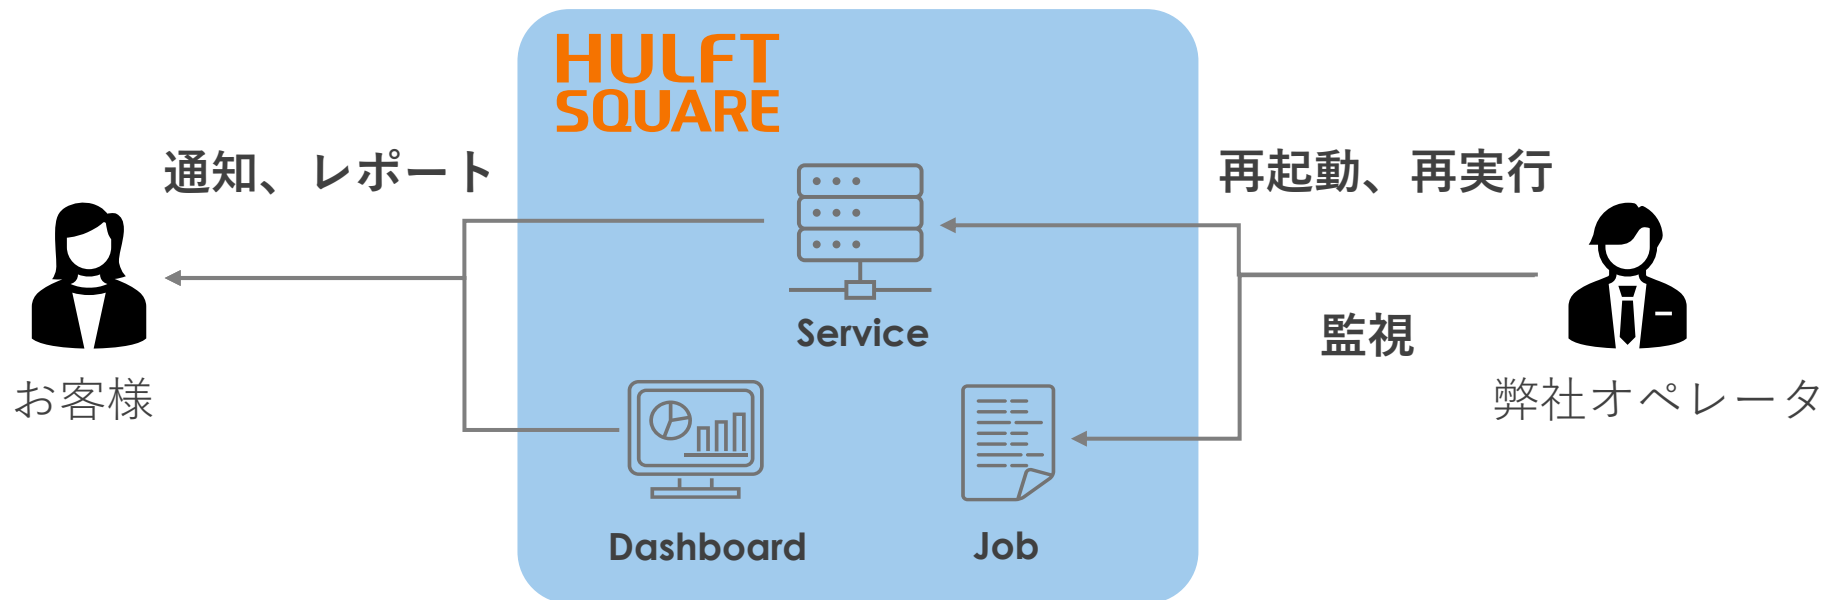 HULFT
SQUARE
通知、レポート
再起動、再実行
Service
監視
お客様
弊社オペレータ
Dashboard
Job